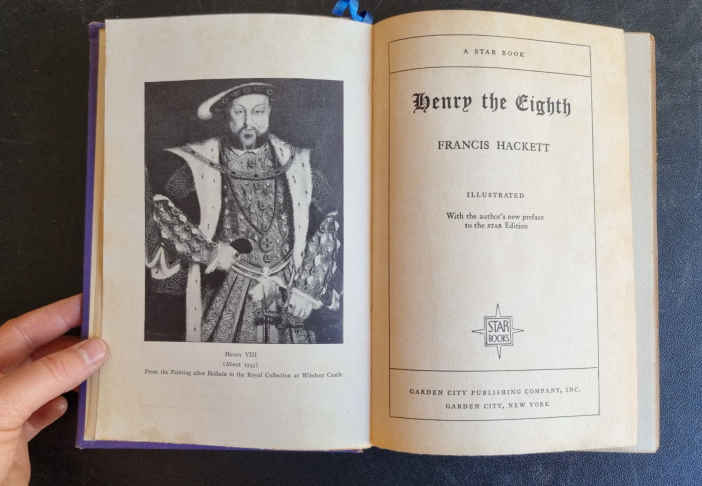 Henry VIII
(About 1535)
From the Painting after Holbein in the Royal Collection at Windsor Castle
A STAR BOOK
Henry the Eighth
FRANCIS HACKETT
ILLUSTRATED
With the author's new preface
to the STAR Edition
STAR
BOOKS
GARDEN CITY PUBLISHING COMPANY, INC.
GARDEN CITY, NEW YORK